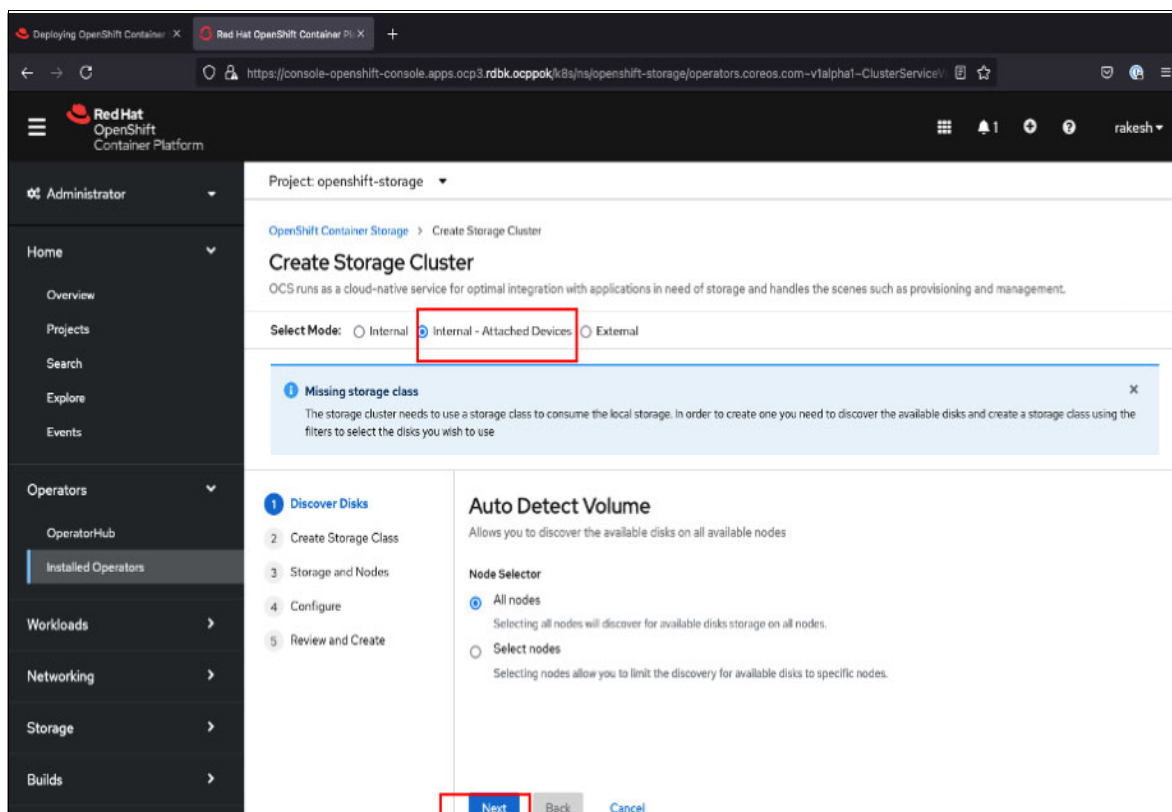 Deploying OpenShift Container
Red Hat OpenShift Container Pl
https://console-openshift-console.apps.ocp3.rdbk.ocppok/k8s/ns/openshift-storage/operators.coreos.com~v1alpha1~ClusterServiceV
Red Hat
OpenShift
Container Platform
1
rakesh
Administrator
Home
Overview
Projects
Search
Explore
Events
Operators
OperatorHub
Installed Operators
Workloads
Networking
Storage
Builds
Project: openshift-storage
OpenShift Container Storage > Create Storage Cluster
Create Storage Cluster
OCS runs as a cloud-native service for optimal integration with applications in need of storage and handles the scenes such as provisioning and management.
Select Mode: Internal Internal - Attached Devices External
Missing storage class
The storage cluster needs to use a storage class to consume the local storage. In order to create one you need to discover the available disks and create a storage class using the
filters to select the disks you wish to use
1 Discover Disks
2 Create Storage Class
3 Storage and Nodes
4 Configure
5 Review and Create
Auto Detect Volume
Allows you to discover the available disks on all available nodes
Node Selector
All nodes
Selecting all nodes will discover for available disks storage on all nodes.
Select nodes
Selecting nodes allow you to limit the discovery for available disks to specific nodes.
Next Back Cancel